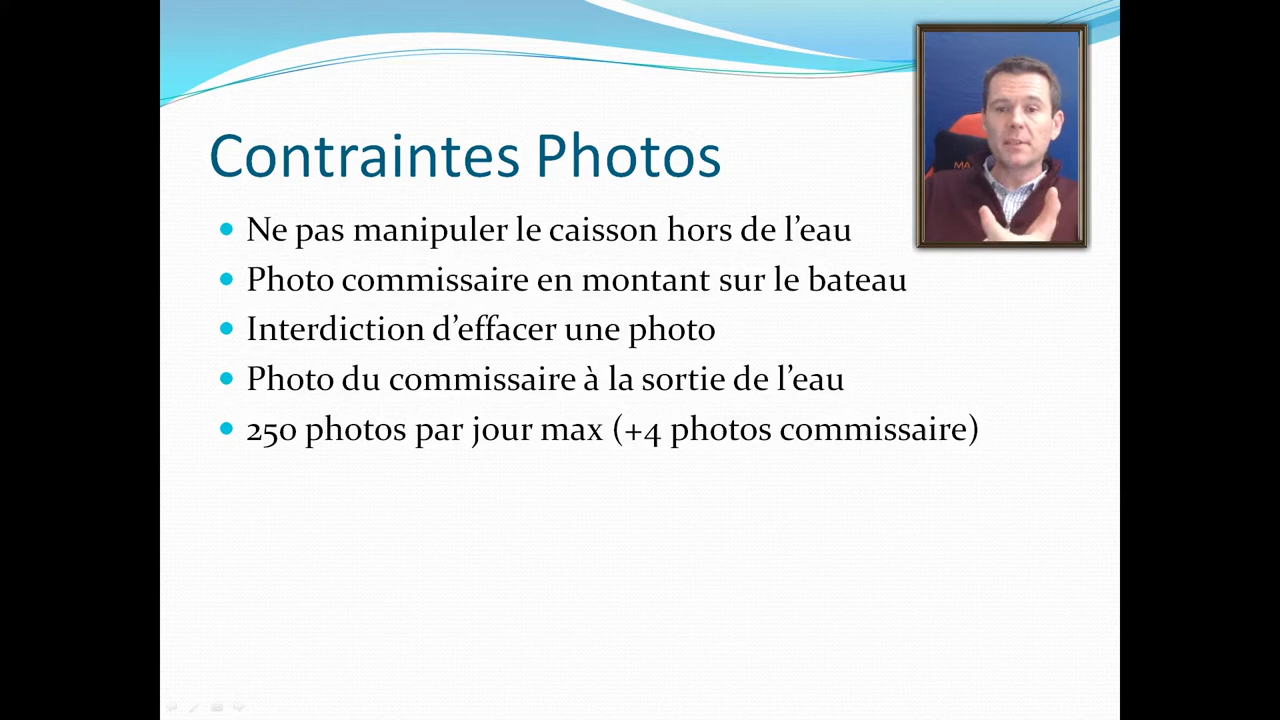 Contraintes Photos
Ne pas manipuler le caisson hors de l’eau
Photo commissaire en montant sur le bateau
Interdiction d’effacer une photo
Photo du commissaire à la sortie de l’eau
250 photos par jour max (+4 photos commissaire)
MA